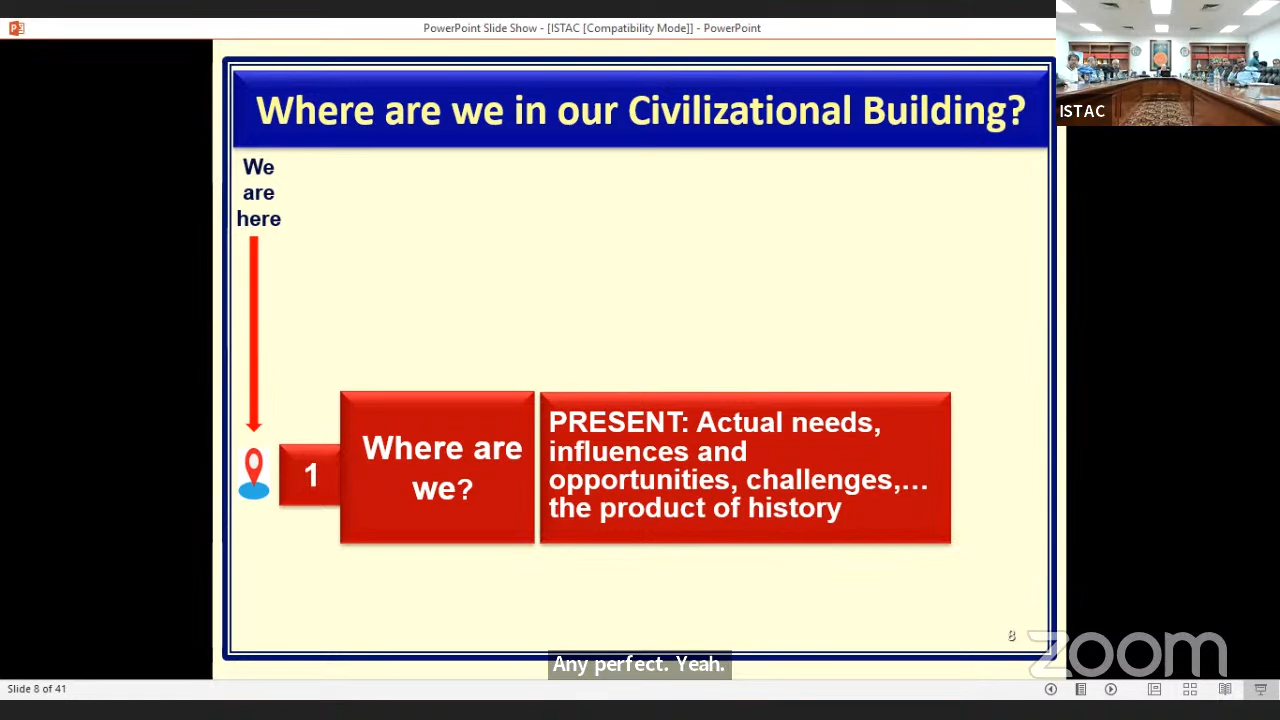 PowerPoint Slide Show - [ISTAC [Compatibility Mode]] - PowerPoint
ISTAC
Where are we in our Civilizational Building?
We
are
here
1
Where are
we?
PRESENT: Actual needs,
influences and
opportunities, challenges,...
the product of history
8
zoom
Any perfect. Yeah.
Slide 8 of 41